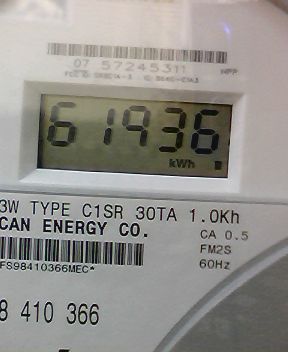 07 57245311
61936
kWh
3W TYPE C1SR 30TA 1.0Kh
CAN ENERGY CO.
CA 0.5
FM2S
60Hz
FS98410366MEC*
8 410 366